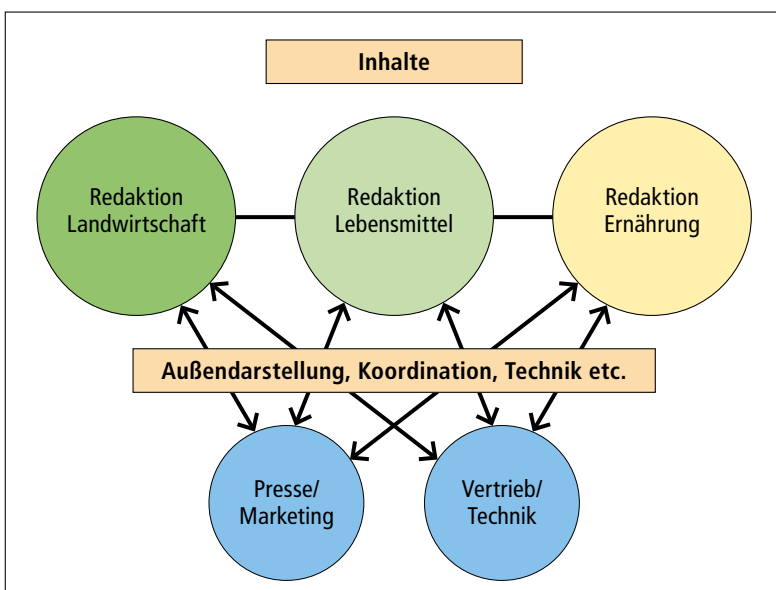 Inhalte
Redaktion
Landwirtschaft
Redaktion
Lebensmittel
Redaktion
Ernährung
Außendarstellung, Koordination, Technik etc.
Presse/
Marketing
Vertrieb/
Technik